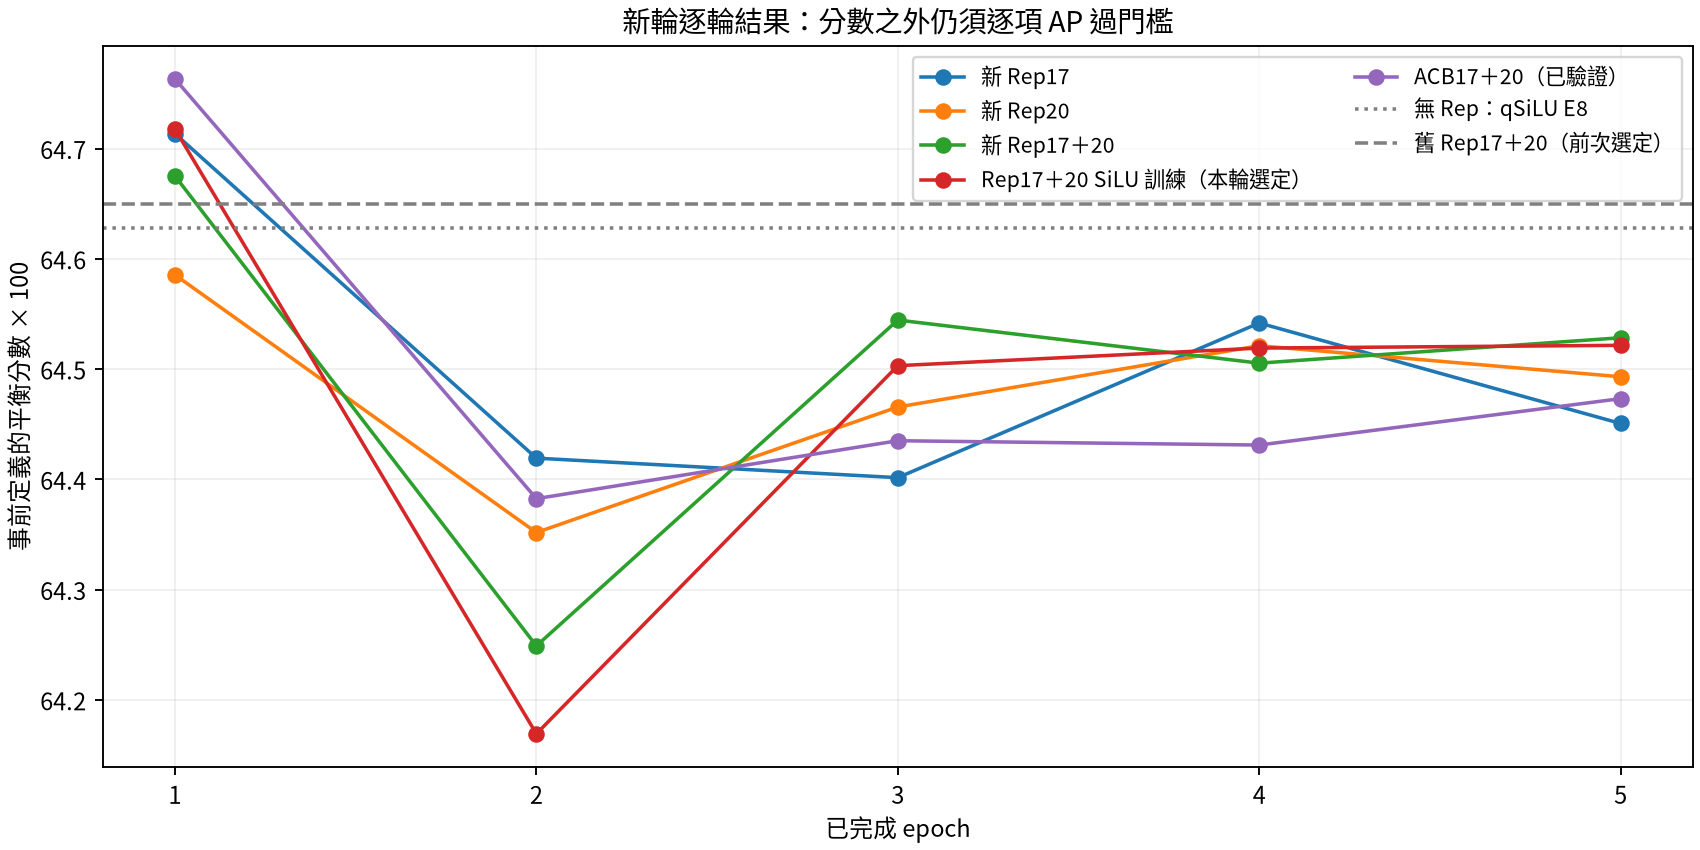 新輪逐輪結果：分數之外仍須逐項 AP 過門檻
新 Rep17
新 Rep20
新 Rep17＋20
Rep17＋20 SiLU 訓練（本輪選定）
ACB17＋20（已驗證）
無 Rep：qSiLU E8
舊 Rep17＋20（前次選定）
事前定義的平衡分數 × 100
64.7
64.6
64.5
64.4
64.3
64.2
1
2
3
4
5
已完成 epoch